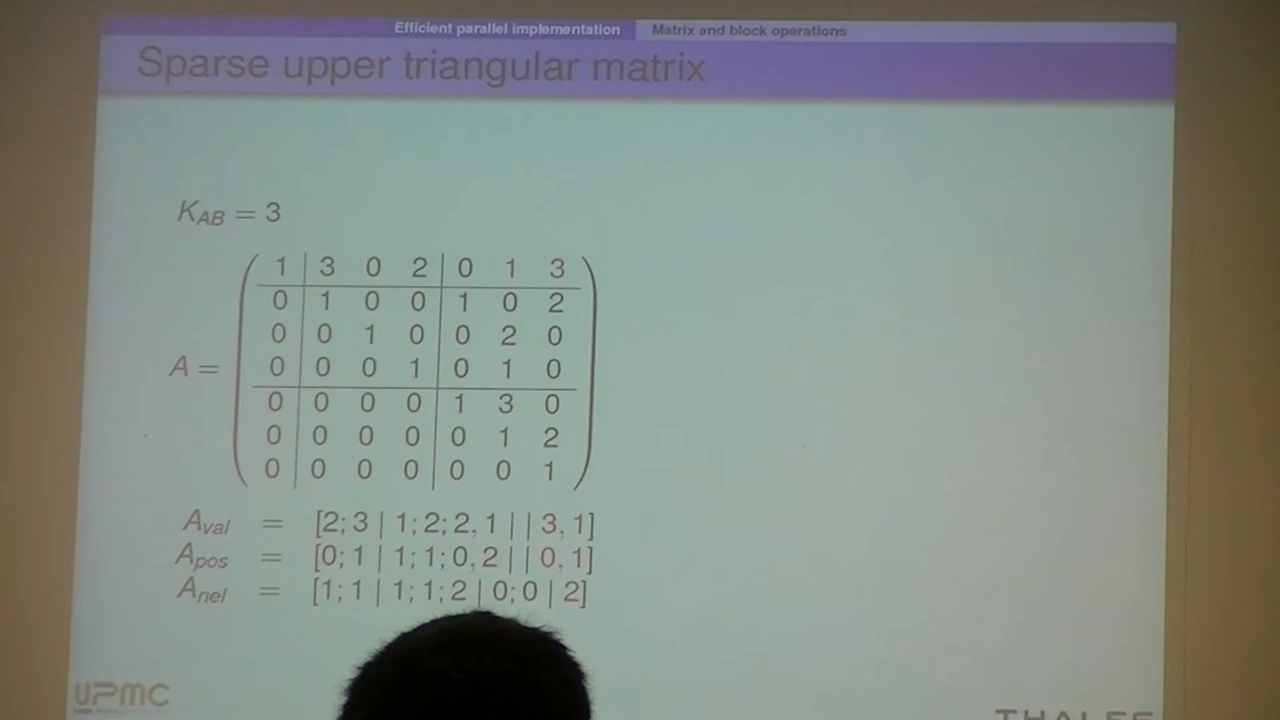 Efficient parallel implementation Matrix and block operations
Sparse upper triangular matrix
K_AB = 3
1 3 0 2 0 1 3
0 1 0 0 1 0 2
0 0 1 0 0 2 0
A = 0 0 0 1 0 1 0
0 0 0 0 1 3 0
0 0 0 0 0 1 2
0 0 0 0 0 0 1
A_val = [2; 3 | 1; 2; 2, 1 | | 3, 1]
A_pos = [0; 1 | 1; 1; 0, 2 | | 0, 1]
A_nel = [1; 1 | 1; 1; 2 | 0; 0 | 2]
UPMC
THALES